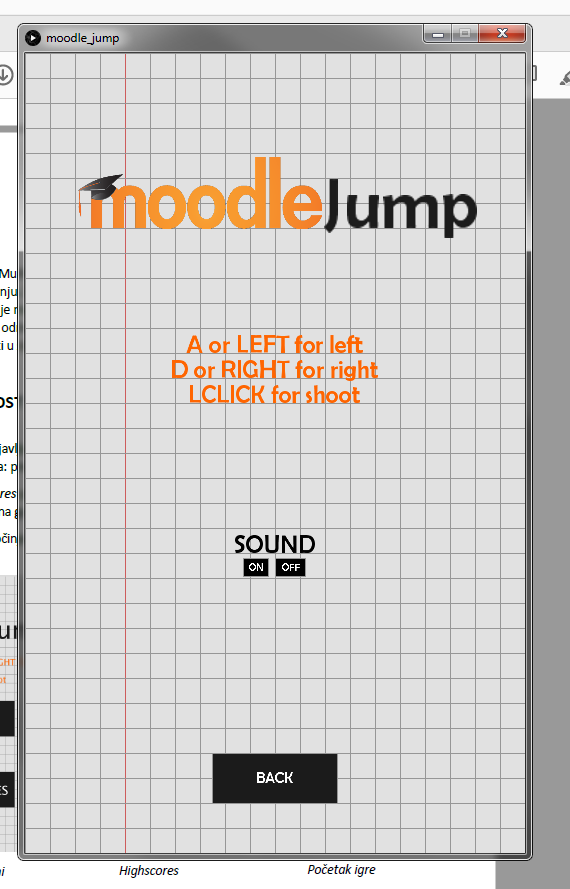 moodle_jump
moodleJump
A or LEFT for left
D or RIGHT for right
LCLICK for shoot
SOUND
ON OFF
BACK
Highscores
Početak igre